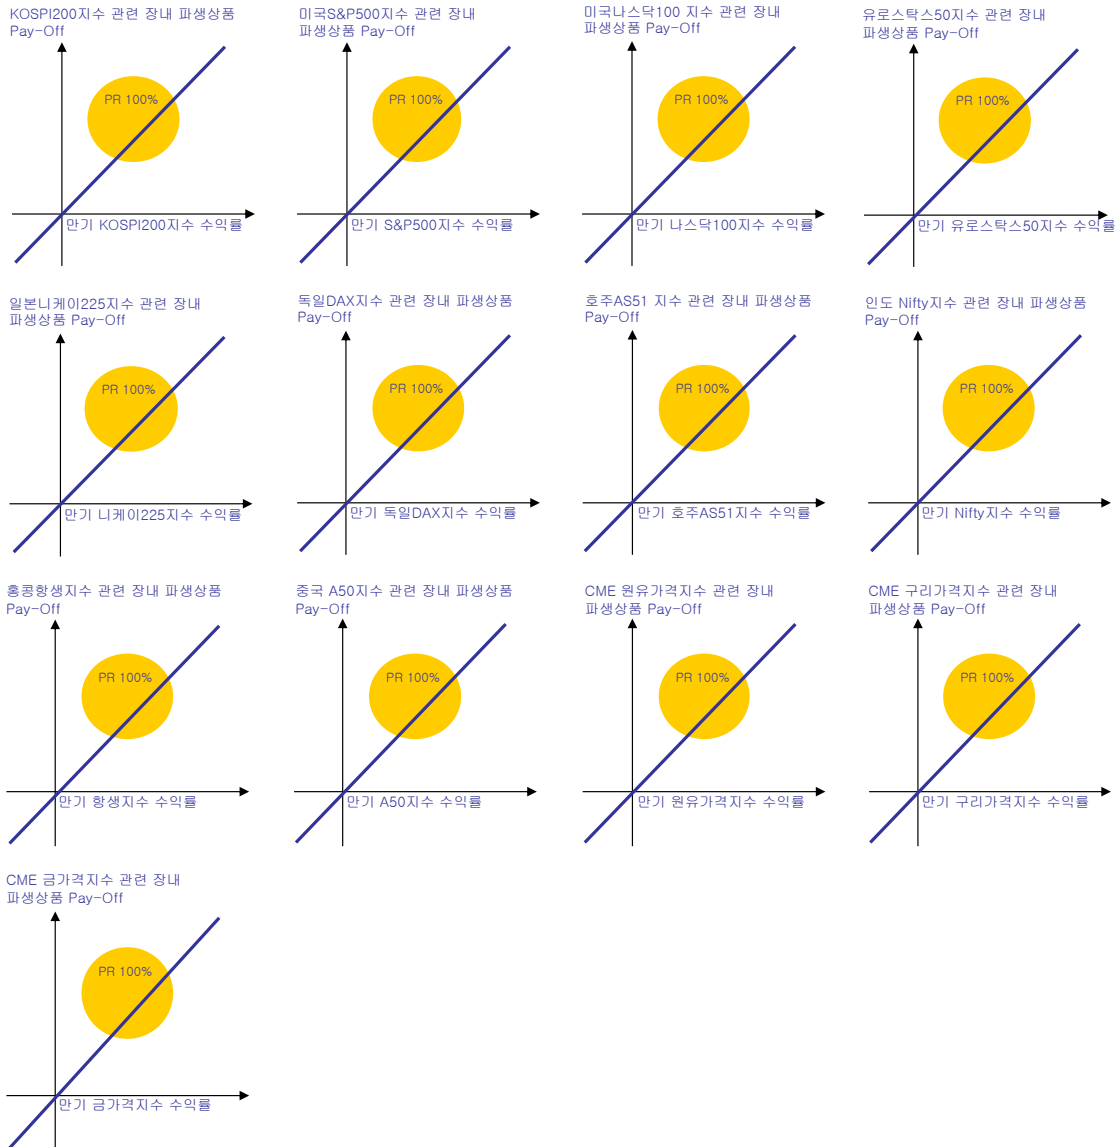 KOSPI200지수 관련 장내 파생상품
Pay-Off
PR 100%
만기 KOSPI200지수 수익률
미국S&P500지수 관련 장내
파생상품 Pay-Off
PR 100%
만기 S&P500지수 수익률
미국나스닥100 지수 관련 장내
파생상품 Pay-Off
PR 100%
만기 나스닥100지수 수익률
유로스탁스50지수 관련 장내
파생상품 Pay-Off
PR 100%
만기 유로스탁스50지수 수익률
일본니케이225지수 관련 장내
파생상품 Pay-Off
PR 100%
만기 니케이225지수 수익률
독일DAX지수 관련 장내 파생상품
Pay-Off
PR 100%
만기 독일DAX지수 수익률
호주AS51 지수 관련 장내 파생상품
Pay-Off
PR 100%
만기 호주AS51지수 수익률
인도 Nifty지수 관련 장내 파생상품
Pay-Off
PR 100%
만기 Nifty지수 수익률
홍콩항생지수 관련 장내 파생상품
Pay-Off
PR 100%
만기 항생지수 수익률
중국 A50지수 관련 장내 파생상품
Pay-Off
PR 100%
만기 A50지수 수익률
CME 원유가격지수 관련 장내
파생상품 Pay-Off
PR 100%
만기 원유가격지수 수익률
CME 구리가격지수 관련 장내
파생상품 Pay-Off
PR 100%
만기 구리가격지수 수익률
CME 금가격지수 관련 장내
파생상품 Pay-Off
PR 100%
만기 금가격지수 수익률